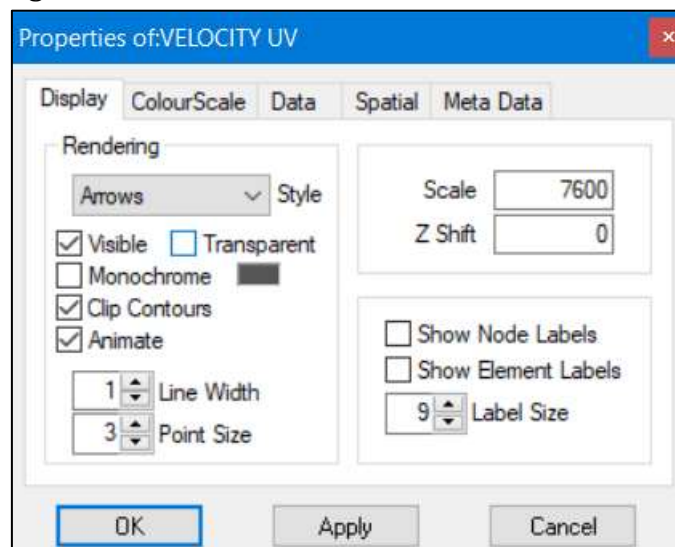 Properties of:VELOCITY UV
Display ColourScale Data Spatial Meta Data
Rendering
Arrows Style
Visible Transparent
Monochrome
Clip Contours
Animate
1 Line Width
3 Point Size
Scale 7600
Z Shift 0
Show Node Labels
Show Element Labels
9 Label Size
OK Apply Cancel